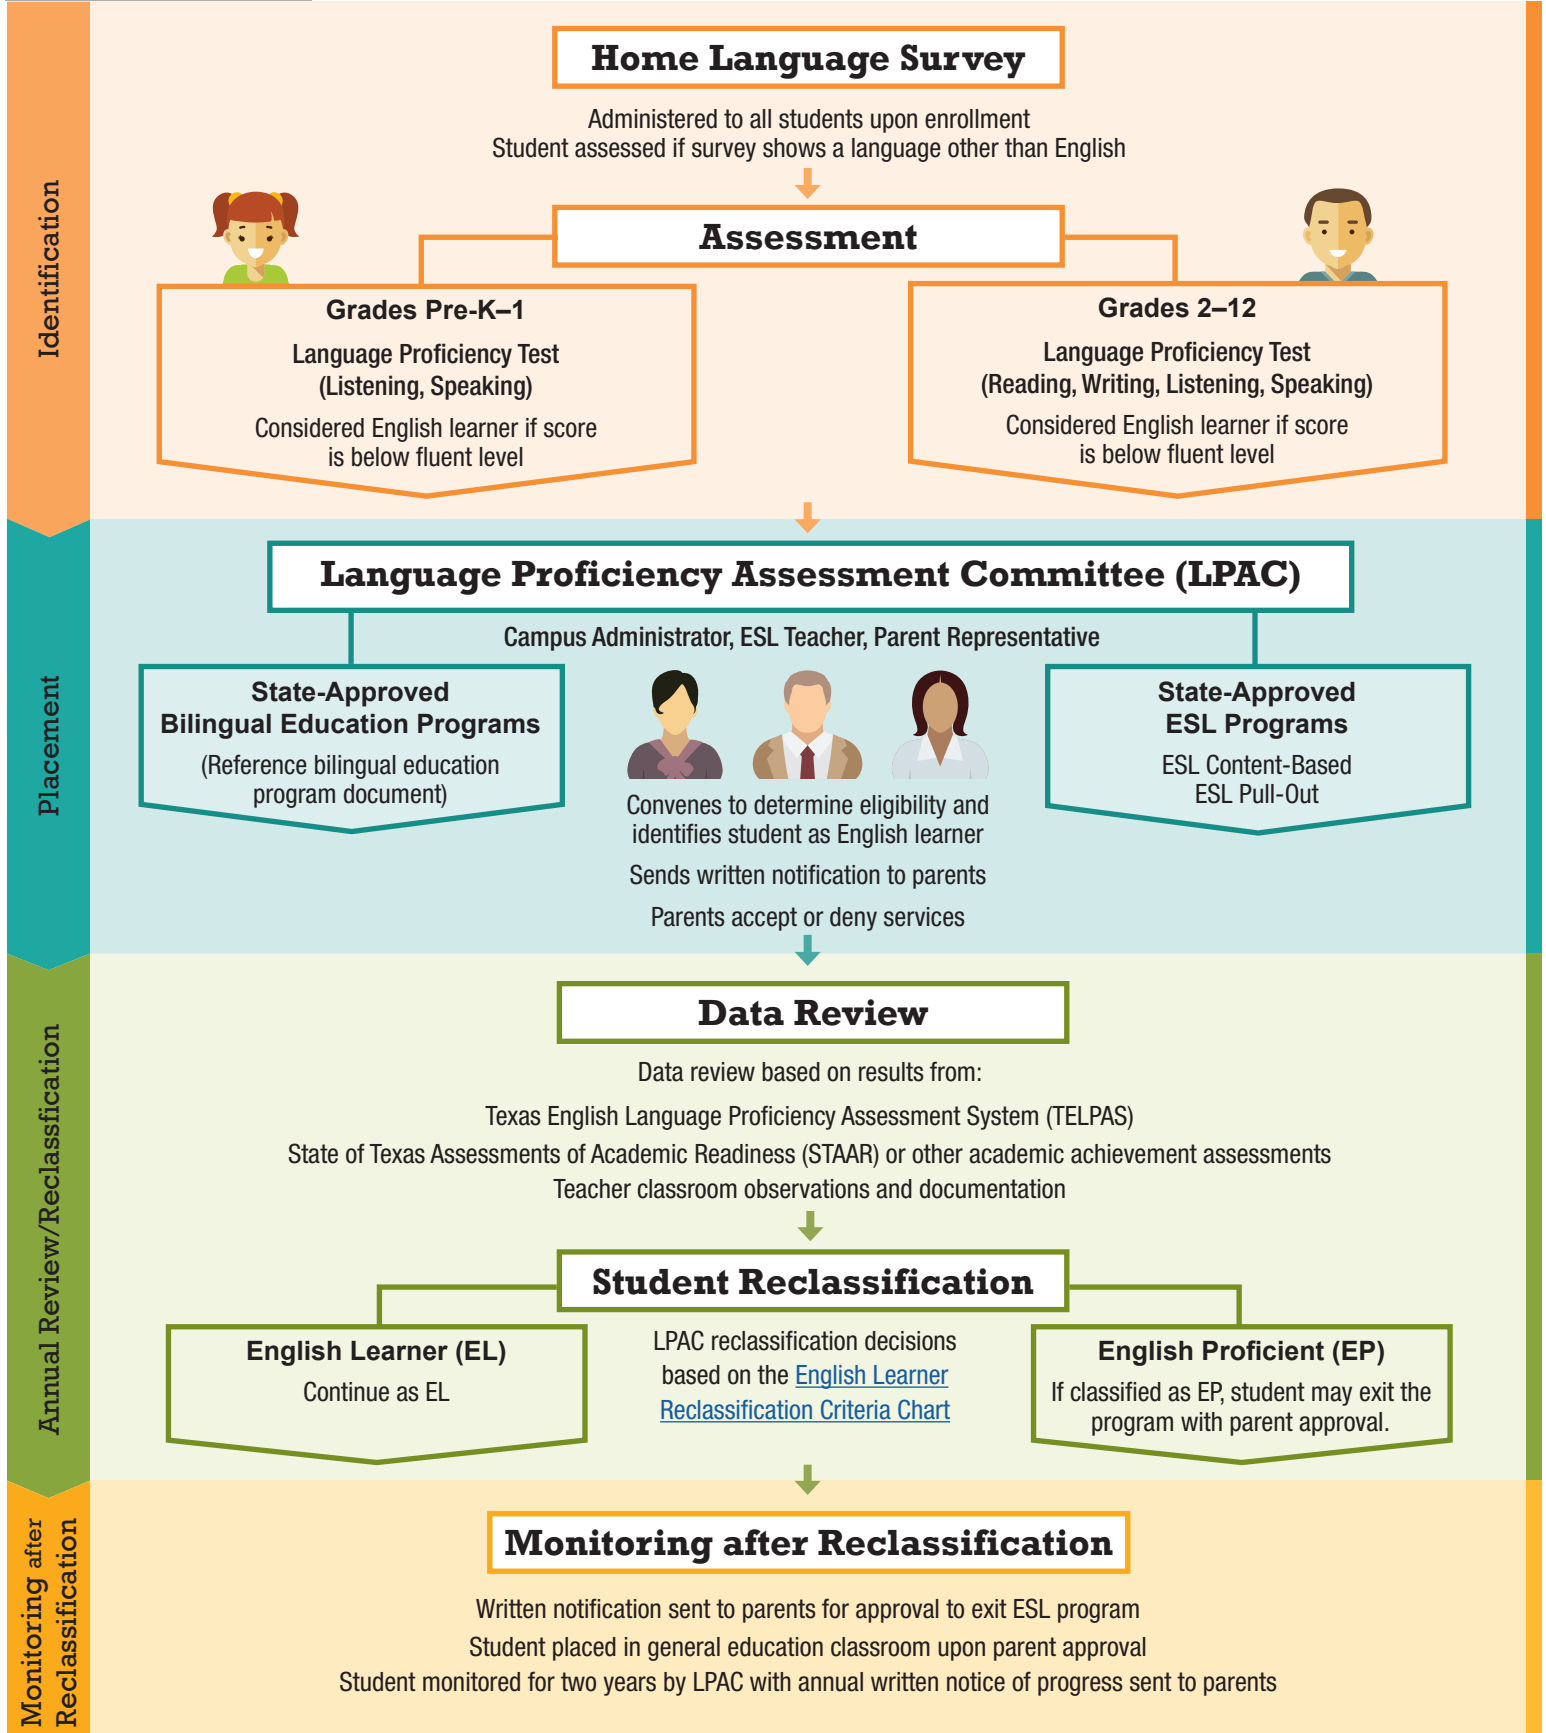 Identification
Home Language Survey
Administered to all students upon enrollment
Student assessed if survey shows a language other than English
Assessment
Grades Pre-K–1
Language Proficiency Test
(Listening, Speaking)
Considered English learner if score
is below fluent level
Grades 2–12
Language Proficiency Test
(Reading, Writing, Listening, Speaking)
Considered English learner if score
is below fluent level
Placement
Language Proficiency Assessment Committee (LPAC)
Campus Administrator, ESL Teacher, Parent Representative
State-Approved
Bilingual Education Programs
(Reference bilingual education
program document)
Convenes to determine eligibility and
identifies student as English learner
Sends written notification to parents
Parents accept or deny services
State-Approved
ESL Programs
ESL Content-Based
ESL Pull-Out
Annual Review/Reclassfication
Data Review
Data review based on results from:
Texas English Language Proficiency Assessment System (TELPAS)
State of Texas Assessments of Academic Readiness (STAAR) or other academic achievement assessments
Teacher classroom observations and documentation
Student Reclassification
English Learner (EL)
Continue as EL
LPAC reclassification decisions
based on the English Learner
Reclassification Criteria Chart
English Proficient (EP)
If classified as EP, student may exit the
program with parent approval.
Monitoring after
Reclassification
Monitoring after Reclassification
Written notification sent to parents for approval to exit ESL program
Student placed in general education classroom upon parent approval
Student monitored for two years by LPAC with annual written notice of progress sent to parents